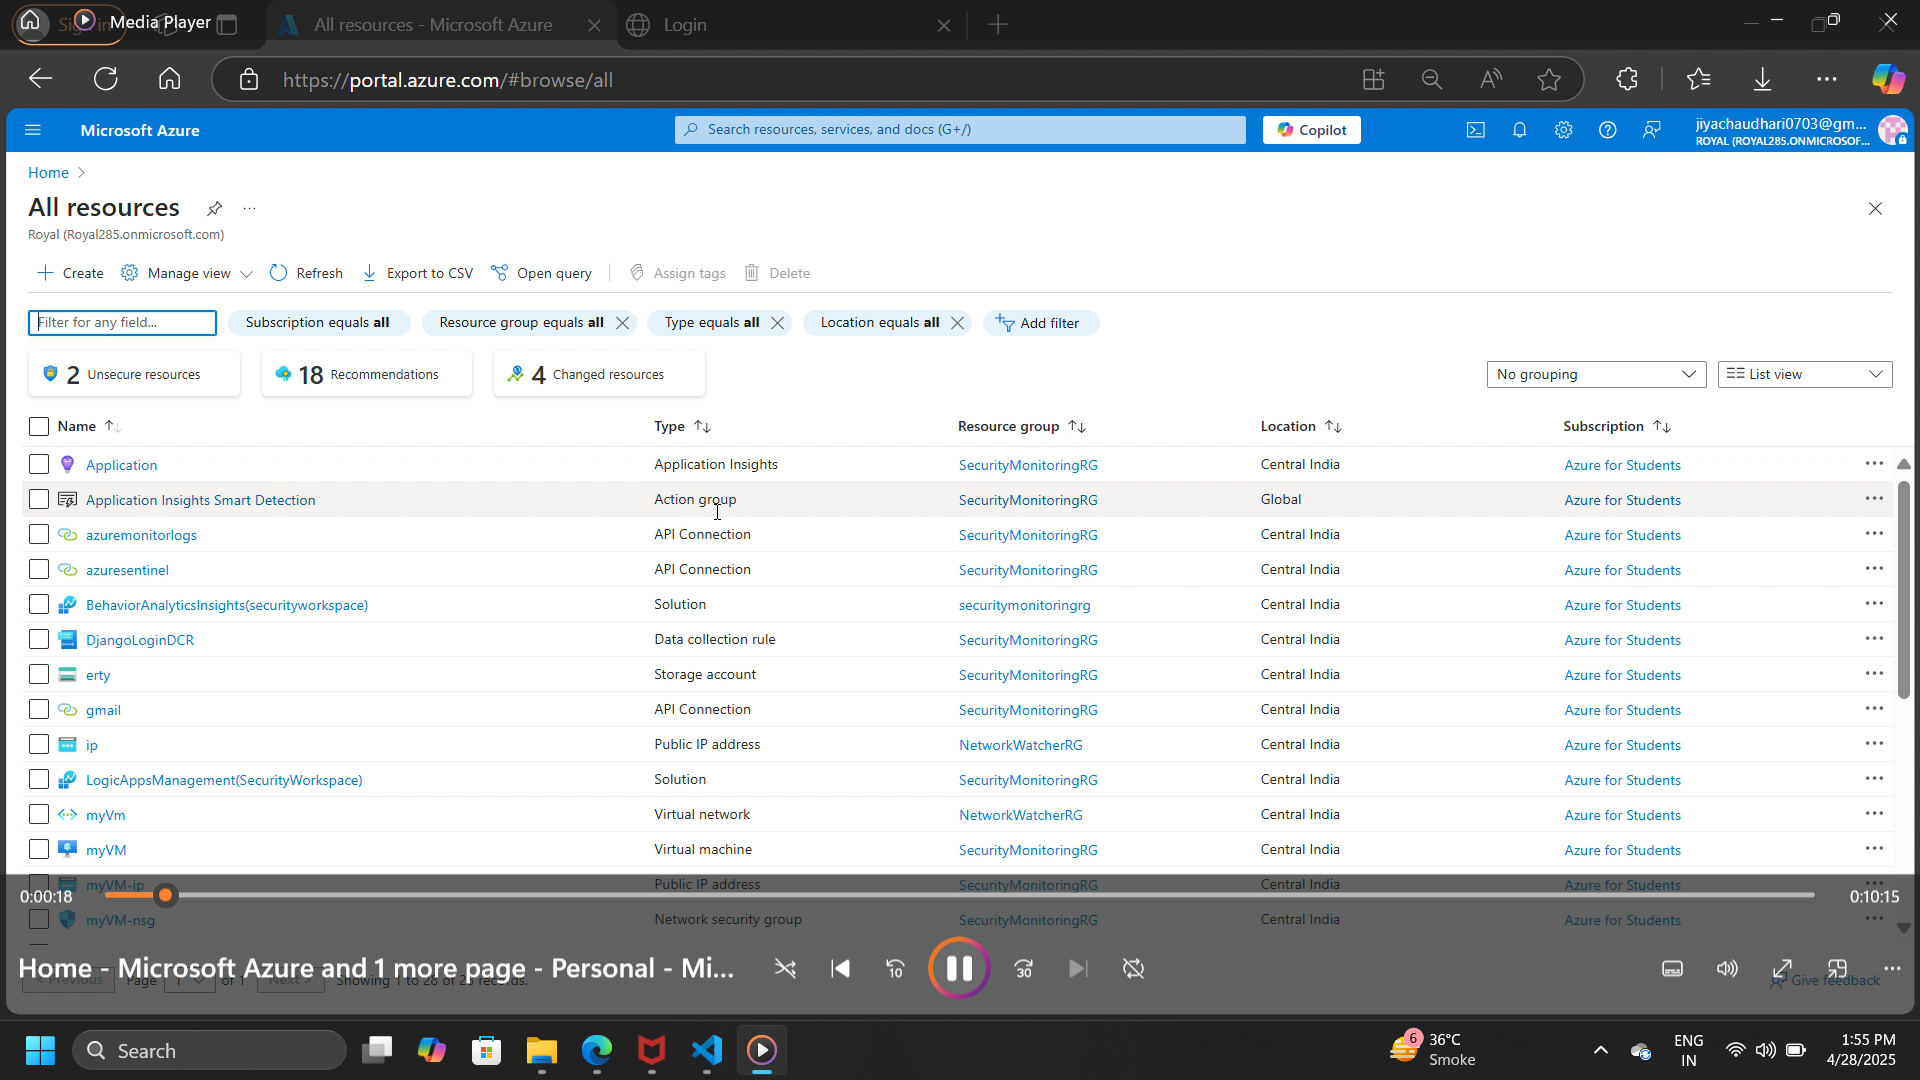 Media Player
All resources - Microsoft Azure
Login
https://portal.azure.com/#browse/all
Microsoft Azure
Search resources, services, and docs (G+/)
Copilot
jiyachaudhari0703@gm...
ROYAL (ROYAL285.ONMICROSOF...
Home
All resources
Royal (Royal285.onmicrosoft.com)
Create Manage view Refresh Export to CSV Open query Assign tags Delete
Filter for any field... Subscription equals all Resource group equals all Type equals all Location equals all Add filter
2 Unsecure resources 18 Recommendations 4 Changed resources No grouping List view
Name Type Resource group Location Subscription
Application Application Insights SecurityMonitoringRG Central India Azure for Students
Application Insights Smart Detection Action group SecurityMonitoringRG Global Azure for Students
azuremonitorlogs API Connection SecurityMonitoringRG Central India Azure for Students
azuresentinel API Connection SecurityMonitoringRG Central India Azure for Students
BehaviorAnalyticsInsights(securityworkspace) Solution securitymonitoringrg Central India Azure for Students
DjangoLoginDCR Data collection rule SecurityMonitoringRG Central India Azure for Students
erty Storage account SecurityMonitoringRG Central India Azure for Students
gmail API Connection SecurityMonitoringRG Central India Azure for Students
ip Public IP address NetworkWatcherRG Central India Azure for Students
LogicAppsManagement(SecurityWorkspace) Solution SecurityMonitoringRG Central India Azure for Students
myVm Virtual network NetworkWatcherRG Central India Azure for Students
myVM Virtual machine SecurityMonitoringRG Central India Azure for Students
myVM-ip Public IP address SecurityMonitoringRG Central India Azure for Students
0:00:18 0:10:15
myVM-nsg Network security group SecurityMonitoringRG Central India Azure for Students
Home - Microsoft Azure and 1 more page - Personal - Mi...
10 30
< Previous Page 1 of 1 Next > Give feedback
Search
6
36°C
Smoke
ENG
IN
1:55 PM
4/28/2025